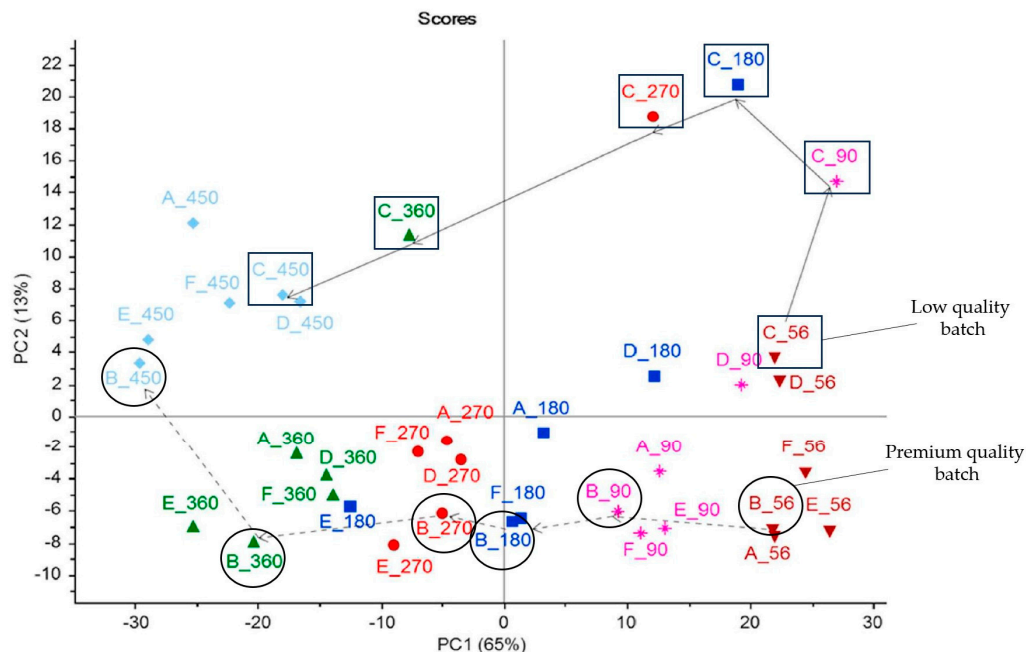 Scores
22
20
18
16
14
12
10
8
6
4
2
0
-2
-4
-6
-8
-10
PC2 (13%)
C_180
C_270
C_90
A_450
C_360
C_450
F_450
D_450
E_450
B_450
Low quality
batch
C_56
D_180
D_90
D_56
A_180
A_270
F_270
D_270
A_360
D_360
F_360
E_360
E_180
B_360
B_270
E_270
F_180
B_180
A_90
B_90
E_90
F_90
F_56
Premium quality
batch
B_56
E_56
A_56
-30
-20
-10
0
10
20
30
PC1 (65%)